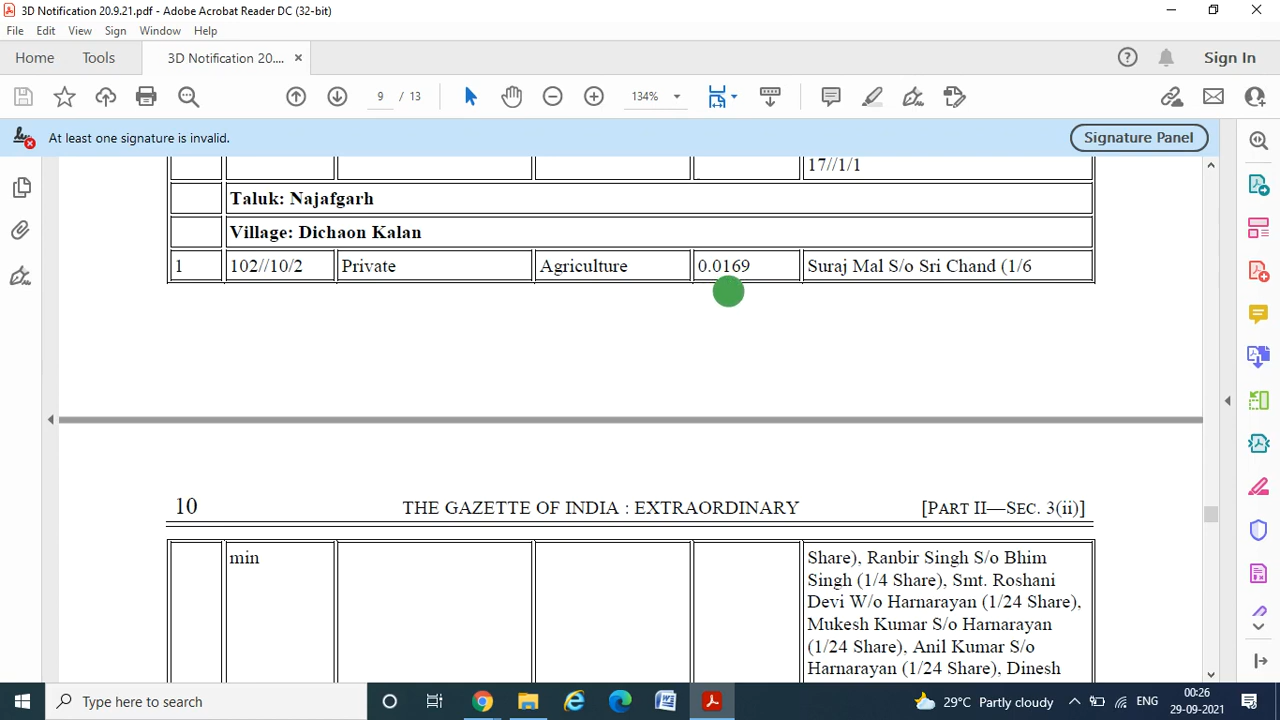 3D Notification 20.9.21.pdf - Adobe Acrobat Reader DC (32-bit)
File Edit View Sign Window Help
Home Tools 3D Notification 20.... × Sign In
9 / 13 134%
At least one signature is invalid. Signature Panel
17//1/1
Taluk: Najafgarh
Village: Dichaon Kalan
1 102//10/2 Private Agriculture 0.0169 Suraj Mal S/o Sri Chand (1/6
10 THE GAZETTE OF INDIA : EXTRAORDINARY [PART II—SEC. 3(ii)]
min Share), Ranbir Singh S/o Bhim
Singh (1/4 Share), Smt. Roshani
Devi W/o Harnarayan (1/24 Share),
Mukesh Kumar S/o Harnarayan
(1/24 Share), Anil Kumar S/o
Harnarayan (1/24 Share), Dinesh
Type here to search 29°C Partly cloudy ENG 00:26
29-09-2021